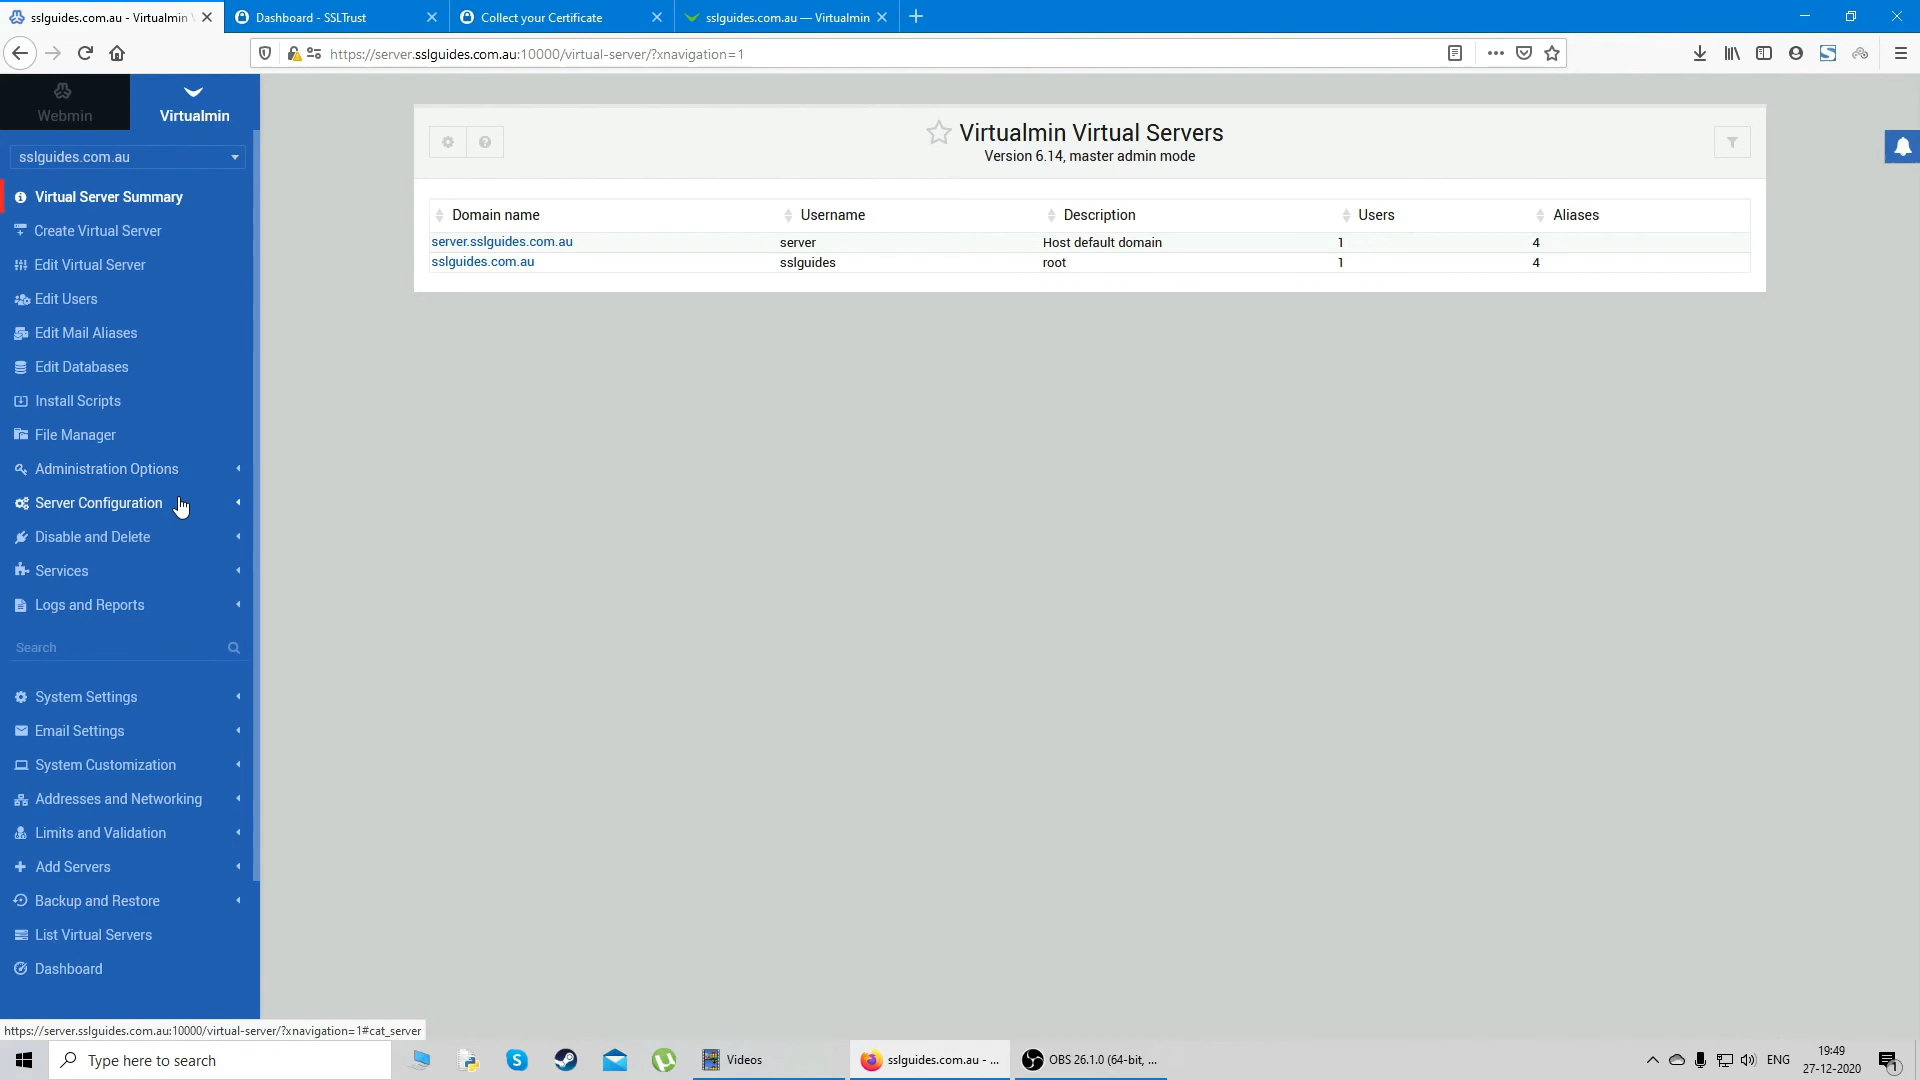 sslguides.com.au - Virtualmin
Dashboard - SSLTrust
Collect your Certificate
sslguides.com.au — Virtualmin
https://server.sslguides.com.au:10000/virtual-server/?xnavigation=1
Webmin
Virtualmin
sslguides.com.au
Virtual Server Summary
Create Virtual Server
Edit Virtual Server
Edit Users
Edit Mail Aliases
Edit Databases
Install Scripts
File Manager
Administration Options
Server Configuration
Disable and Delete
Services
Logs and Reports
Search
System Settings
Email Settings
System Customization
Addresses and Networking
Limits and Validation
Add Servers
Backup and Restore
List Virtual Servers
Dashboard
Virtualmin Virtual Servers
Version 6.14, master admin mode
Domain name Username Description Users Aliases
server.sslguides.com.au server Host default domain 1 4
sslguides.com.au sslguides root 1 4
https://server.sslguides.com.au:10000/virtual-server/?xnavigation=1#cat_server
Type here to search
Videos
sslguides.com.au - ...
OBS 26.1.0 (64-bit, ...
ENG
19:49
27-12-2020
1